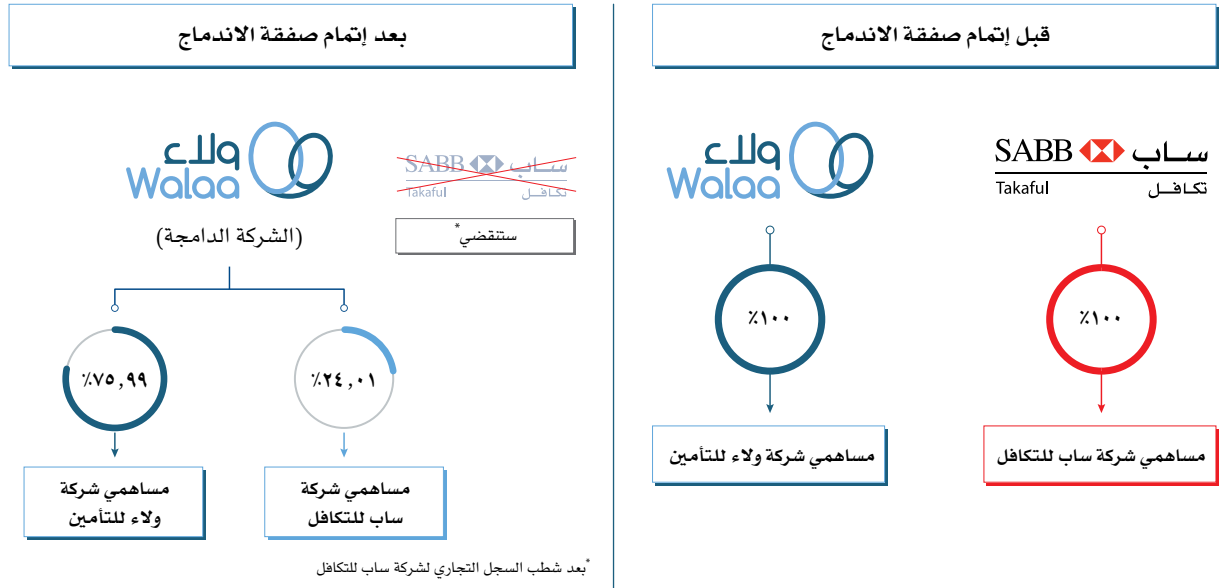 قبل إتمام صفقة الاندماج
SABB ساب
Takaful تكافل
٪١٠٠
مساهمي شركة ساب للتكافل
ولاء
Walaa
٪١٠٠
مساهمي شركة ولاء للتأمين
بعد إتمام صفقة الاندماج
SABB ساب
Takaful تكافل
ستنقضي*
ولاء
Walaa
(الشركة الدامجة)
٪٢٤,٠١
مساهمي شركة
ساب للتكافل
٪٧٥,٩٩
مساهمي شركة
ولاء للتأمين
*بعد شطب السجل التجاري لشركة ساب للتكافل